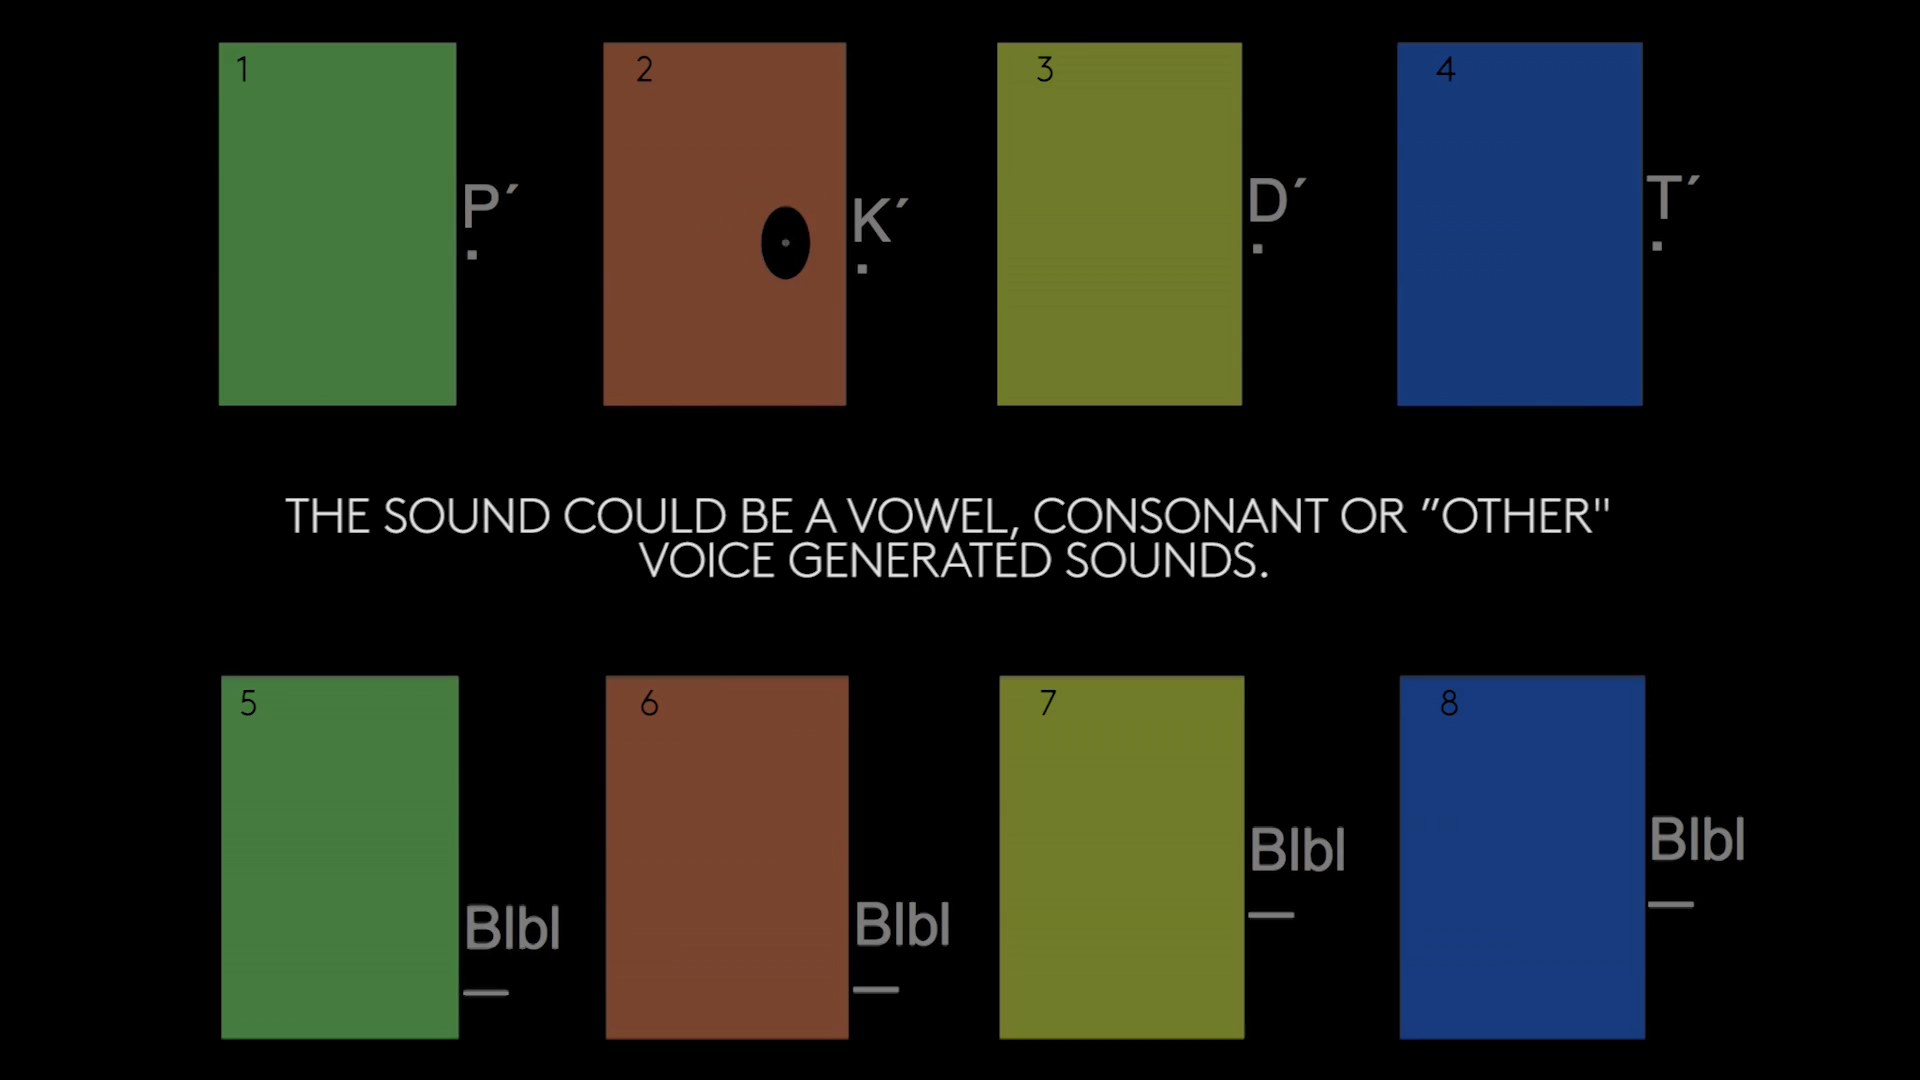 1 2 3 4
P´ K´ D´ T´
THE SOUND COULD BE A VOWEL, CONSONANT OR "OTHER"
VOICE GENERATED SOUNDS.
5 6 7 8
Blbl Blbl Blbl Blbl